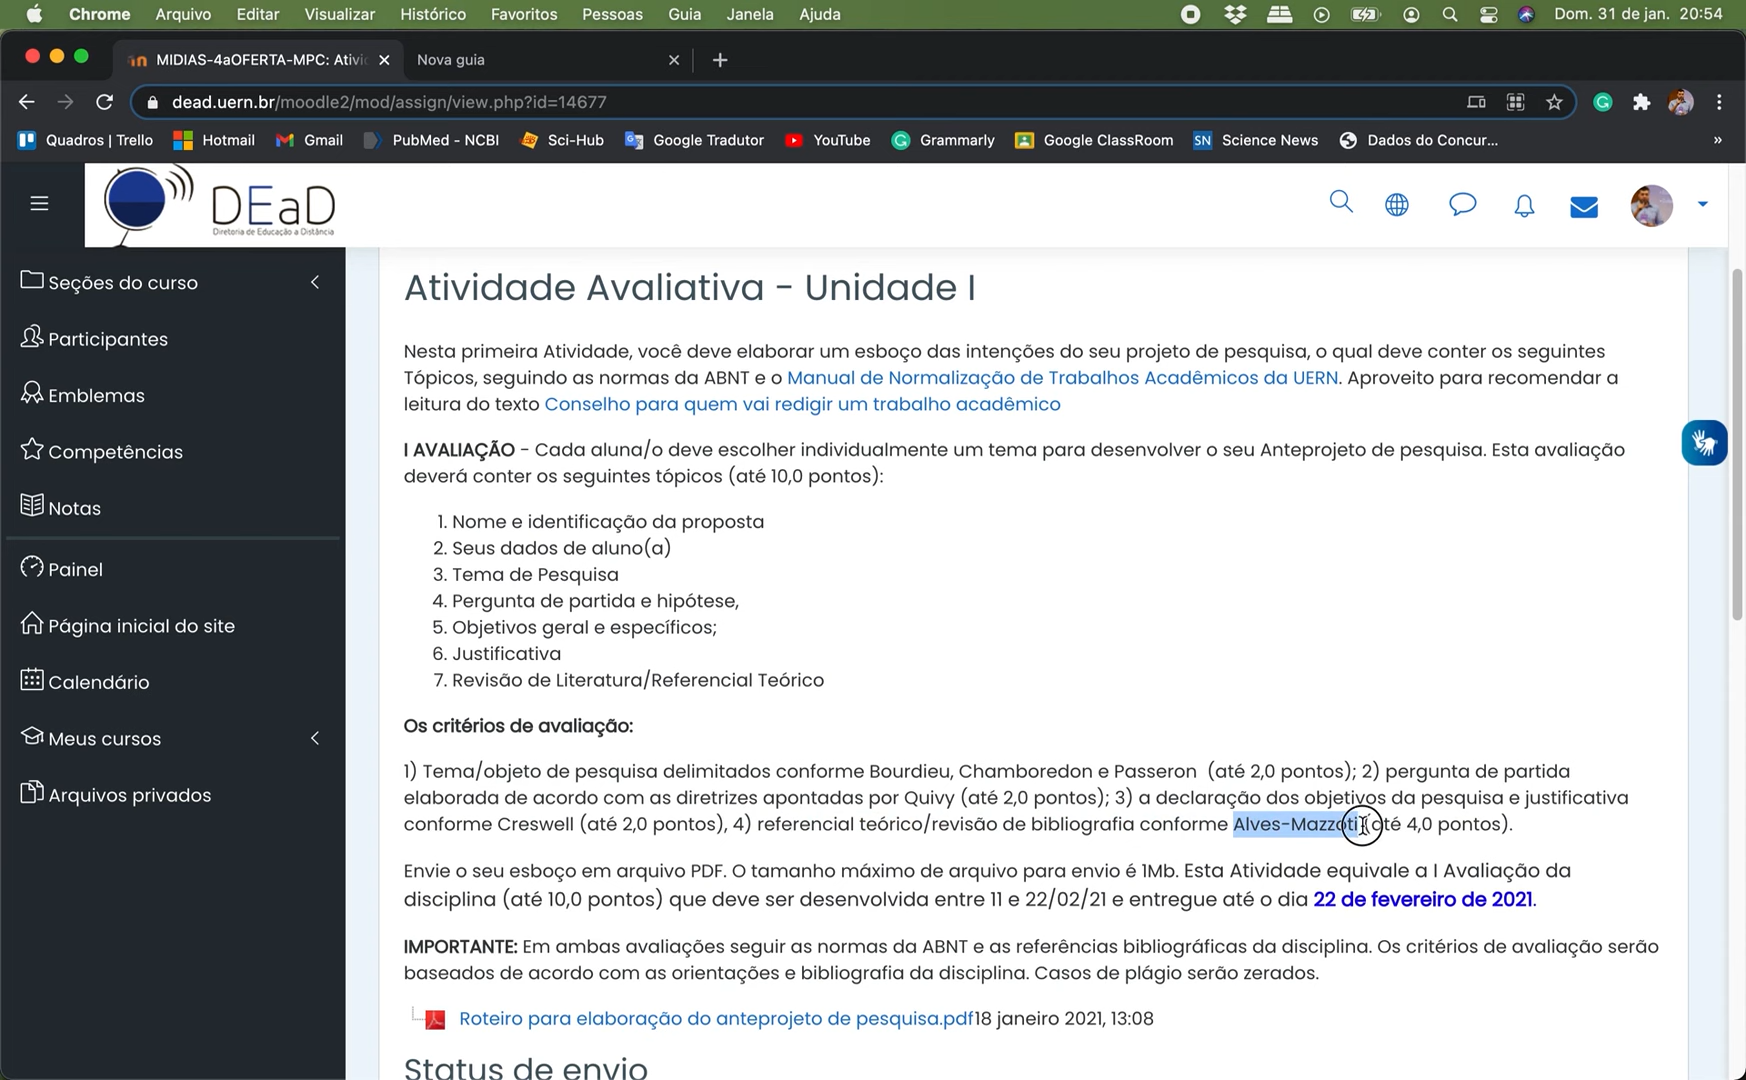 Chrome Arquivo Editar Visualizar Histórico Favoritos Pessoas Guia Janela Ajuda Dom. 31 de jan. 20:54
MIDIAS-4aOFERTA-MPC: Ativi Nova guia
dead.uern.br/moodle2/mod/assign/view.php?id=14677
Quadros | Trello Hotmail Gmail PubMed - NCBI Sci-Hub Google Tradutor YouTube Grammarly Google ClassRoom SN Science News Dados do Concur... »
DEaD
Diretoria de Educação a Distância
Seções do curso
Participantes
Emblemas
Competências
Notas
Painel
Página inicial do site
Calendário
Meus cursos
Arquivos privados
Atividade Avaliativa - Unidade I
Nesta primeira Atividade, você deve elaborar um esboço das intenções do seu projeto de pesquisa, o qual deve conter os seguintes
Tópicos, seguindo as normas da ABNT e o Manual de Normalização de Trabalhos Acadêmicos da UERN. Aproveito para recomendar a
leitura do texto Conselho para quem vai redigir um trabalho acadêmico
I AVALIAÇÃO - Cada aluna/o deve escolher individualmente um tema para desenvolver o seu Anteprojeto de pesquisa. Esta avaliação
deverá conter os seguintes tópicos (até 10,0 pontos):
1. Nome e identificação da proposta
2. Seus dados de aluno(a)
3. Tema de Pesquisa
4. Pergunta de partida e hipótese,
5. Objetivos geral e específicos;
6. Justificativa
7. Revisão de Literatura/Referencial Teórico
Os critérios de avaliação:
1) Tema/objeto de pesquisa delimitados conforme Bourdieu, Chamboredon e Passeron (até 2,0 pontos); 2) pergunta de partida
elaborada de acordo com as diretrizes apontadas por Quivy (até 2,0 pontos); 3) a declaração dos objetivos da pesquisa e justificativa
conforme Creswell (até 2,0 pontos), 4) referencial teórico/revisão de bibliografia conforme Alves-Mazzoti (até 4,0 pontos).
Envie o seu esboço em arquivo PDF. O tamanho máximo de arquivo para envio é 1Mb. Esta Atividade equivale a I Avaliação da
disciplina (até 10,0 pontos) que deve ser desenvolvida entre 11 e 22/02/21 e entregue até o dia 22 de fevereiro de 2021.
IMPORTANTE: Em ambas avaliações seguir as normas da ABNT e as referências bibliográficas da disciplina. Os critérios de avaliação serão
baseados de acordo com as orientações e bibliografia da disciplina. Casos de plágio serão zerados.
Roteiro para elaboração do anteprojeto de pesquisa.pdf18 janeiro 2021, 13:08
Status de envio